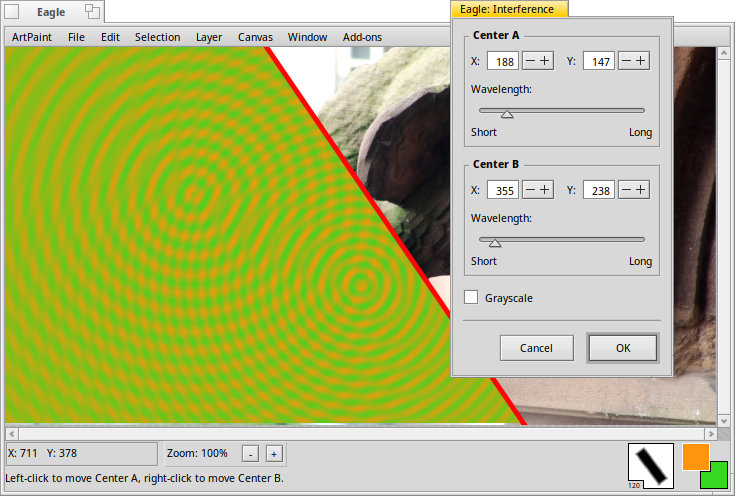 Eagle
Eagle: Interference
ArtPaint File Edit Selection Layer Canvas Window Add-ons
Center A
X: 188 Y: 147
Wavelength:
Short Long
Center B
X: 355 Y: 238
Wavelength:
Short Long
Grayscale
Cancel OK
X: 711 Y: 378 Zoom: 100% - +
120
Left-click to move Center A, right-click to move Center B.